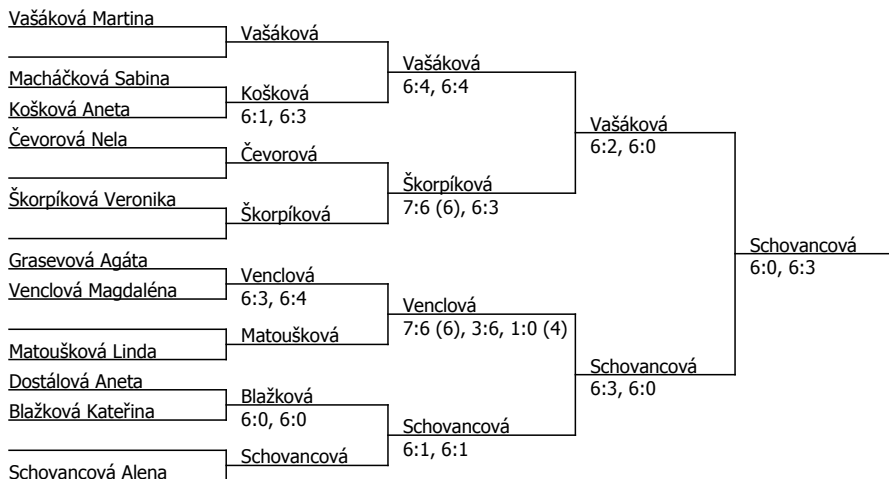 Vašáková Martina
Vašáková
Vašáková
6:4, 6:4
Macháčková Sabina
Košková
6:1, 6:3
Košková Aneta
Vašáková
6:2, 6:0
Čevorová Nela
Čevorová
Škorpíková
7:6 (6), 6:3
Škorpíková Veronika
Škorpíková
Schovancová
6:0, 6:3
Grasevová Agáta
Venclová
6:3, 6:4
Venclová Magdaléna
Venclová
7:6 (6), 3:6, 1:0 (4)
Matoušková
Matoušková Linda
Schovancová
6:3, 6:0
Dostálová Aneta
Blažková
6:0, 6:0
Blažková Kateřina
Schovancová
6:1, 6:1
Schovancová
Schovancová Alena